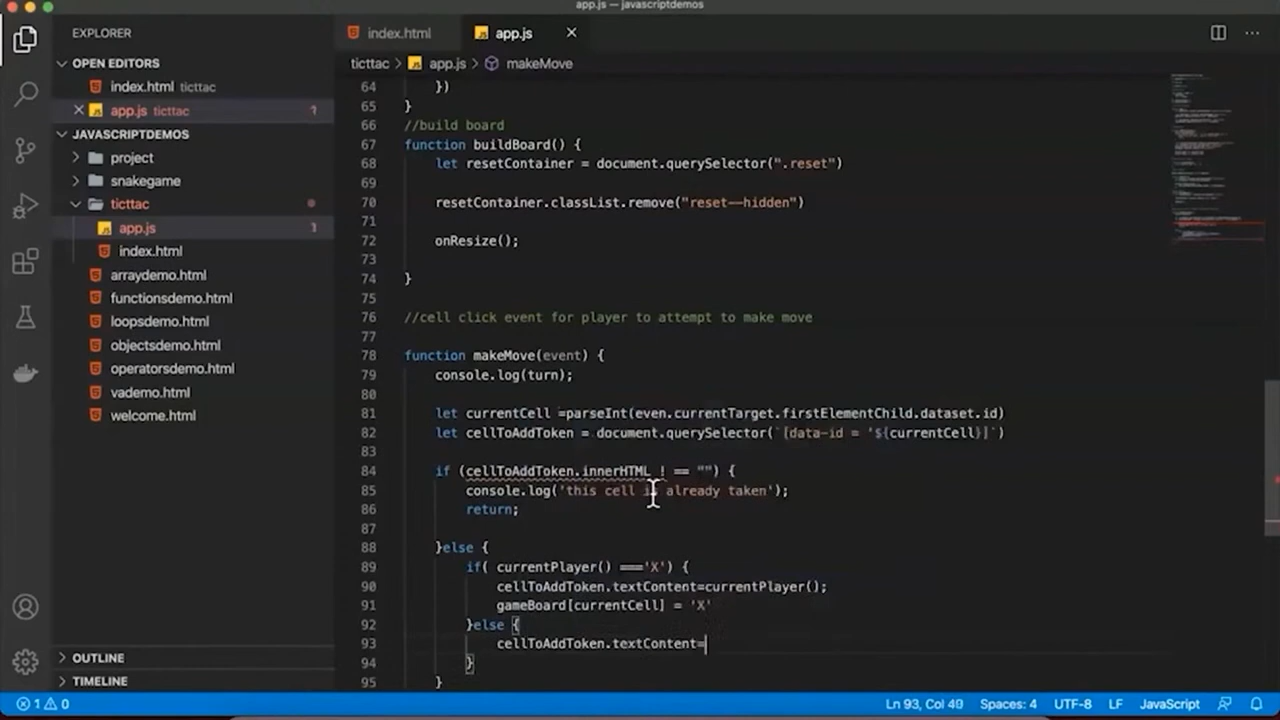 app.js — javascriptdemos
EXPLORER
index.html
app.js
OPEN EDITORS
ticttac > app.js > makeMove
index.html ticttac
app.js ticttac 1
JAVASCRIPTDEMOS
project
snakegame
ticttac
app.js 1
index.html
arraydemo.html
functionsdemo.html
loopsdemo.html
objectsdemo.html
operatorsdemo.html
vademo.html
welcome.html
OUTLINE
TIMELINE
64 })
65 }
66 //build board
67 function buildBoard() {
68 let resetContainer = document.querySelector(".reset")
69
70 resetContainer.classList.remove("reset--hidden")
71
72 onResize();
73
74 }
75
76 //cell click event for player to attempt to make move
77
78 function makeMove(event) {
79 console.log(turn);
80
81 let currentCell =parseInt(even.currentTarget.firstElementChild.dataset.id)
82 let cellToAddToken = document.querySelector(`[data-id = '${currentCell}]`)
83
84 if (cellToAddToken.innerHTML ! == "") {
85 console.log('this cell is already taken');
86 return;
87
88 }else {
89 if( currentPlayer() ==='X') {
90 cellToAddToken.textContent=currentPlayer();
91 gameBoard[currentCell] = 'X'
92 }else {
93 cellToAddToken.textContent=
94 }
95 }
1 0
Ln 93, Col 40
Spaces: 4
UTF-8
LF
JavaScript